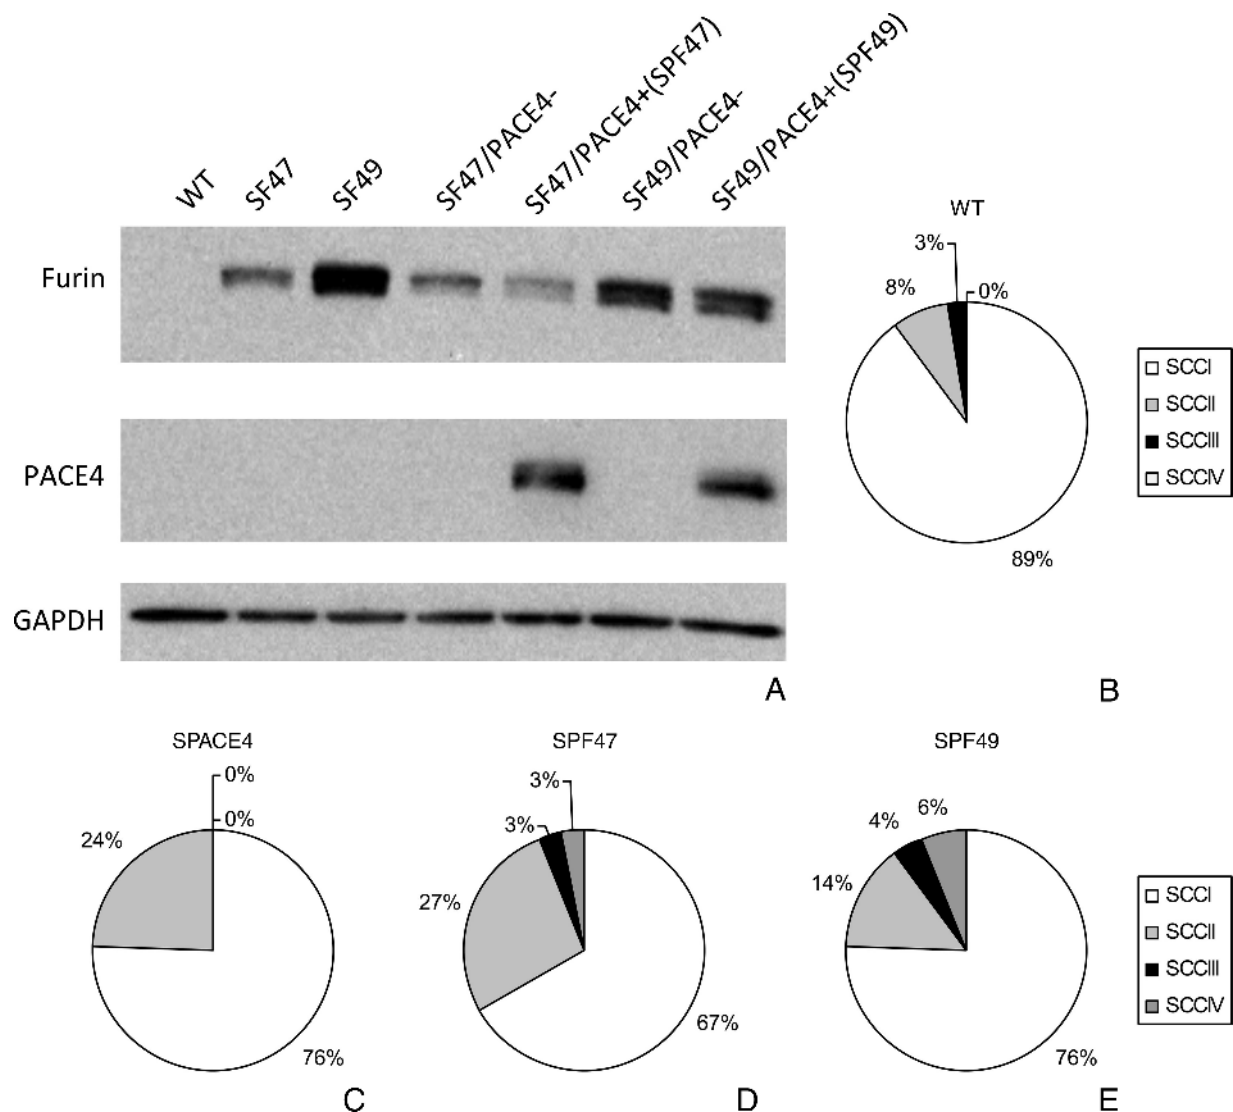 WT
SF47
SF49
SF47/PACE4-
SF47/PACE4+(SPF47)
SF49/PACE4-
SF49/PACE4+(SPF49)
Furin
PACE4
GAPDH
A
WT
3%
0%
8%
89%
SCCI
SCCII
SCCIII
SCCIV
B
SPACE4
0%
0%
24%
76%
C
SPF47
3%
3%
27%
67%
D
SPF49
6%
4%
14%
76%
SCCI
SCCII
SCCIII
SCCIV
E